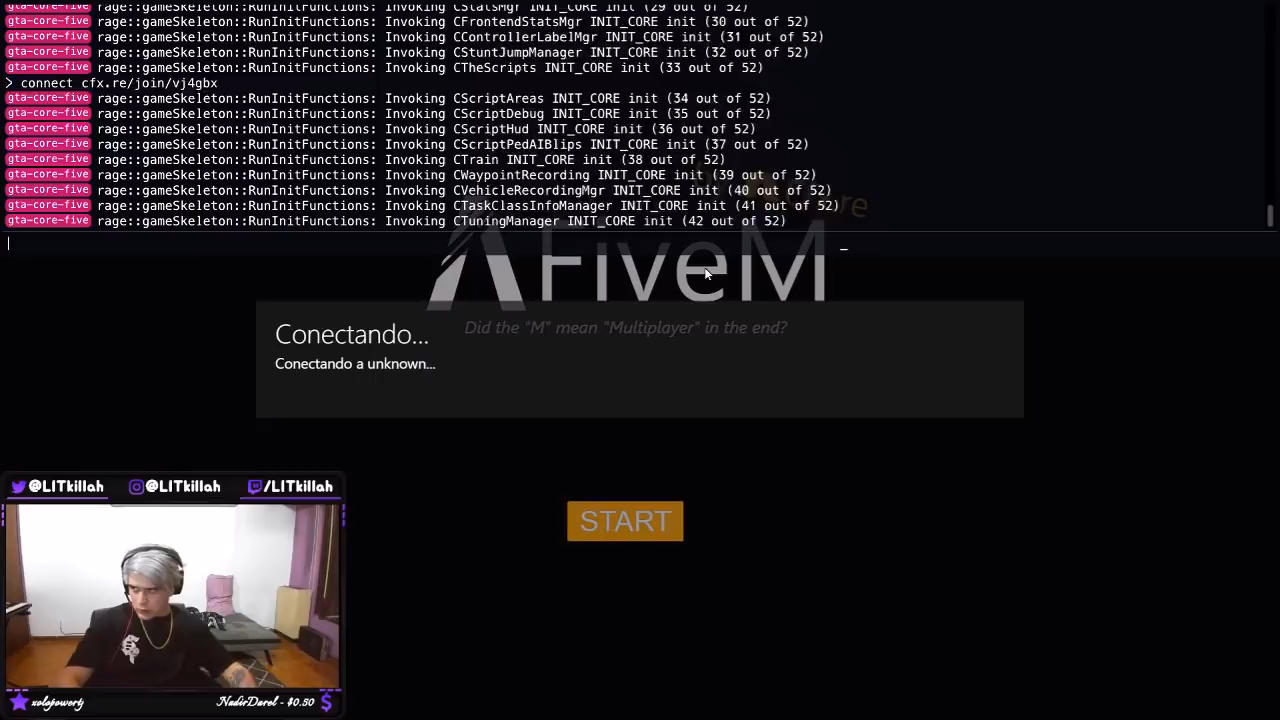 gta-core-five rage::gameSkeleton::RunInitFunctions: Invoking CStatsMgr INIT_CORE init (29 out of 52)
gta-core-five rage::gameSkeleton::RunInitFunctions: Invoking CFrontendStatsMgr INIT_CORE init (30 out of 52)
gta-core-five rage::gameSkeleton::RunInitFunctions: Invoking CControllerLabelMgr INIT_CORE init (31 out of 52)
gta-core-five rage::gameSkeleton::RunInitFunctions: Invoking CStuntJumpManager INIT_CORE init (32 out of 52)
gta-core-five rage::gameSkeleton::RunInitFunctions: Invoking CTheScripts INIT_CORE init (33 out of 52)
> connect cfx.re/join/vj4gbx
gta-core-five rage::gameSkeleton::RunInitFunctions: Invoking CScriptAreas INIT_CORE init (34 out of 52)
gta-core-five rage::gameSkeleton::RunInitFunctions: Invoking CScriptDebug INIT_CORE init (35 out of 52)
gta-core-five rage::gameSkeleton::RunInitFunctions: Invoking CScriptHud INIT_CORE init (36 out of 52)
gta-core-five rage::gameSkeleton::RunInitFunctions: Invoking CScriptPedAIBlips INIT_CORE init (37 out of 52)
gta-core-five rage::gameSkeleton::RunInitFunctions: Invoking CTrain INIT_CORE init (38 out of 52)
gta-core-five rage::gameSkeleton::RunInitFunctions: Invoking CWaypointRecording INIT_CORE init (39 out of 52)
gta-core-five rage::gameSkeleton::RunInitFunctions: Invoking CVehicleRecordingMgr INIT_CORE init (40 out of 52)
gta-core-five rage::gameSkeleton::RunInitFunctions: Invoking CTaskClassInfoManager INIT_CORE init (41 out of 52)
gta-core-five rage::gameSkeleton::RunInitFunctions: Invoking CTuningManager INIT_CORE init (42 out of 52)
FiveM
Did the "M" mean "Multiplayer" in the end?
Conectando...
Conectando a unknown...
START
@LITkillah @LITkillah /LITkillah
xolopowertj NadirDarel - $0.50